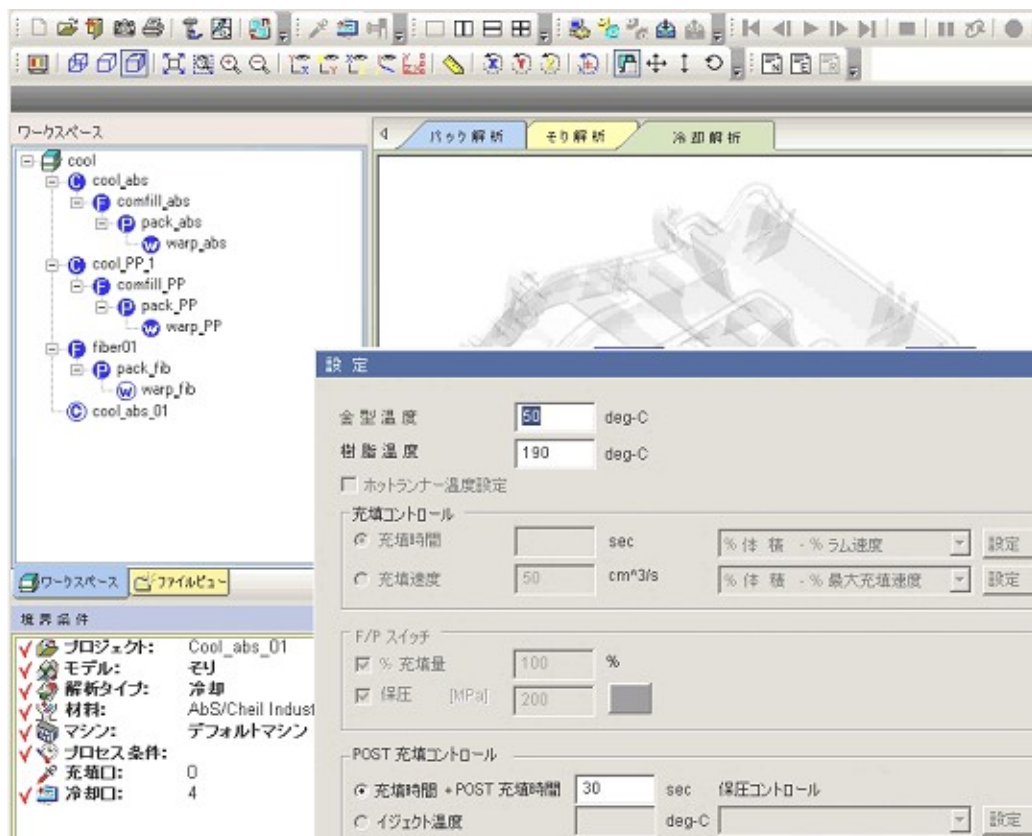 ワークスペース
パック解析
そり解析
冷却解析
cool
cool_abs
comfill_abs
pack_abs
warp_abs
cool_PP_1
comfill_PP
pack_PP
warp_PP
fiber01
pack_fib
warp_fib
cool_abs_01
ワークスペース
ファイルビュー
境界条件
プロジェクト: Cool_abs_01
モデル: そり
解析タイプ: 冷却
材料: AbS/Cheil Indust
マシン: デフォルトマシン
プロセス条件:
充填口: 0
冷却口: 4
設定
金型温度 50 deg-C
樹脂温度 190 deg-C
ホットランナー温度設定
充填コントロール
充填時間 sec %体積 -%ラム速度 設定
充填速度 50 cm^3/s %体積 -%最大充填速度 設定
F/P スイッチ
% 充填量 100 %
保圧 [MPa] 200
POST 充填コントロール
充填時間 + POST 充填時間 30 sec 保圧コントロール
イジェクト温度 deg-C 設定